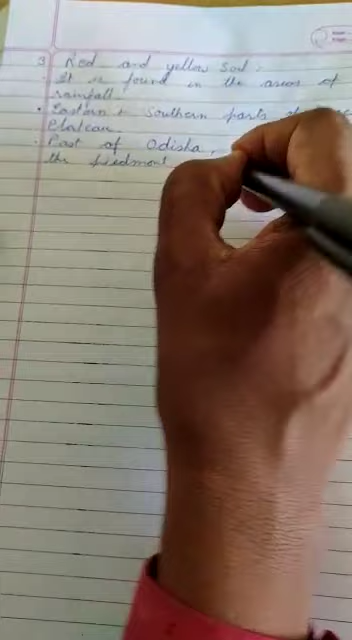 3 Red and yellow Soil :
• It is found in the areas of
rainfall
• Eastern + Southern parts of
Plateau
• Part of Odisha,
the piedmont